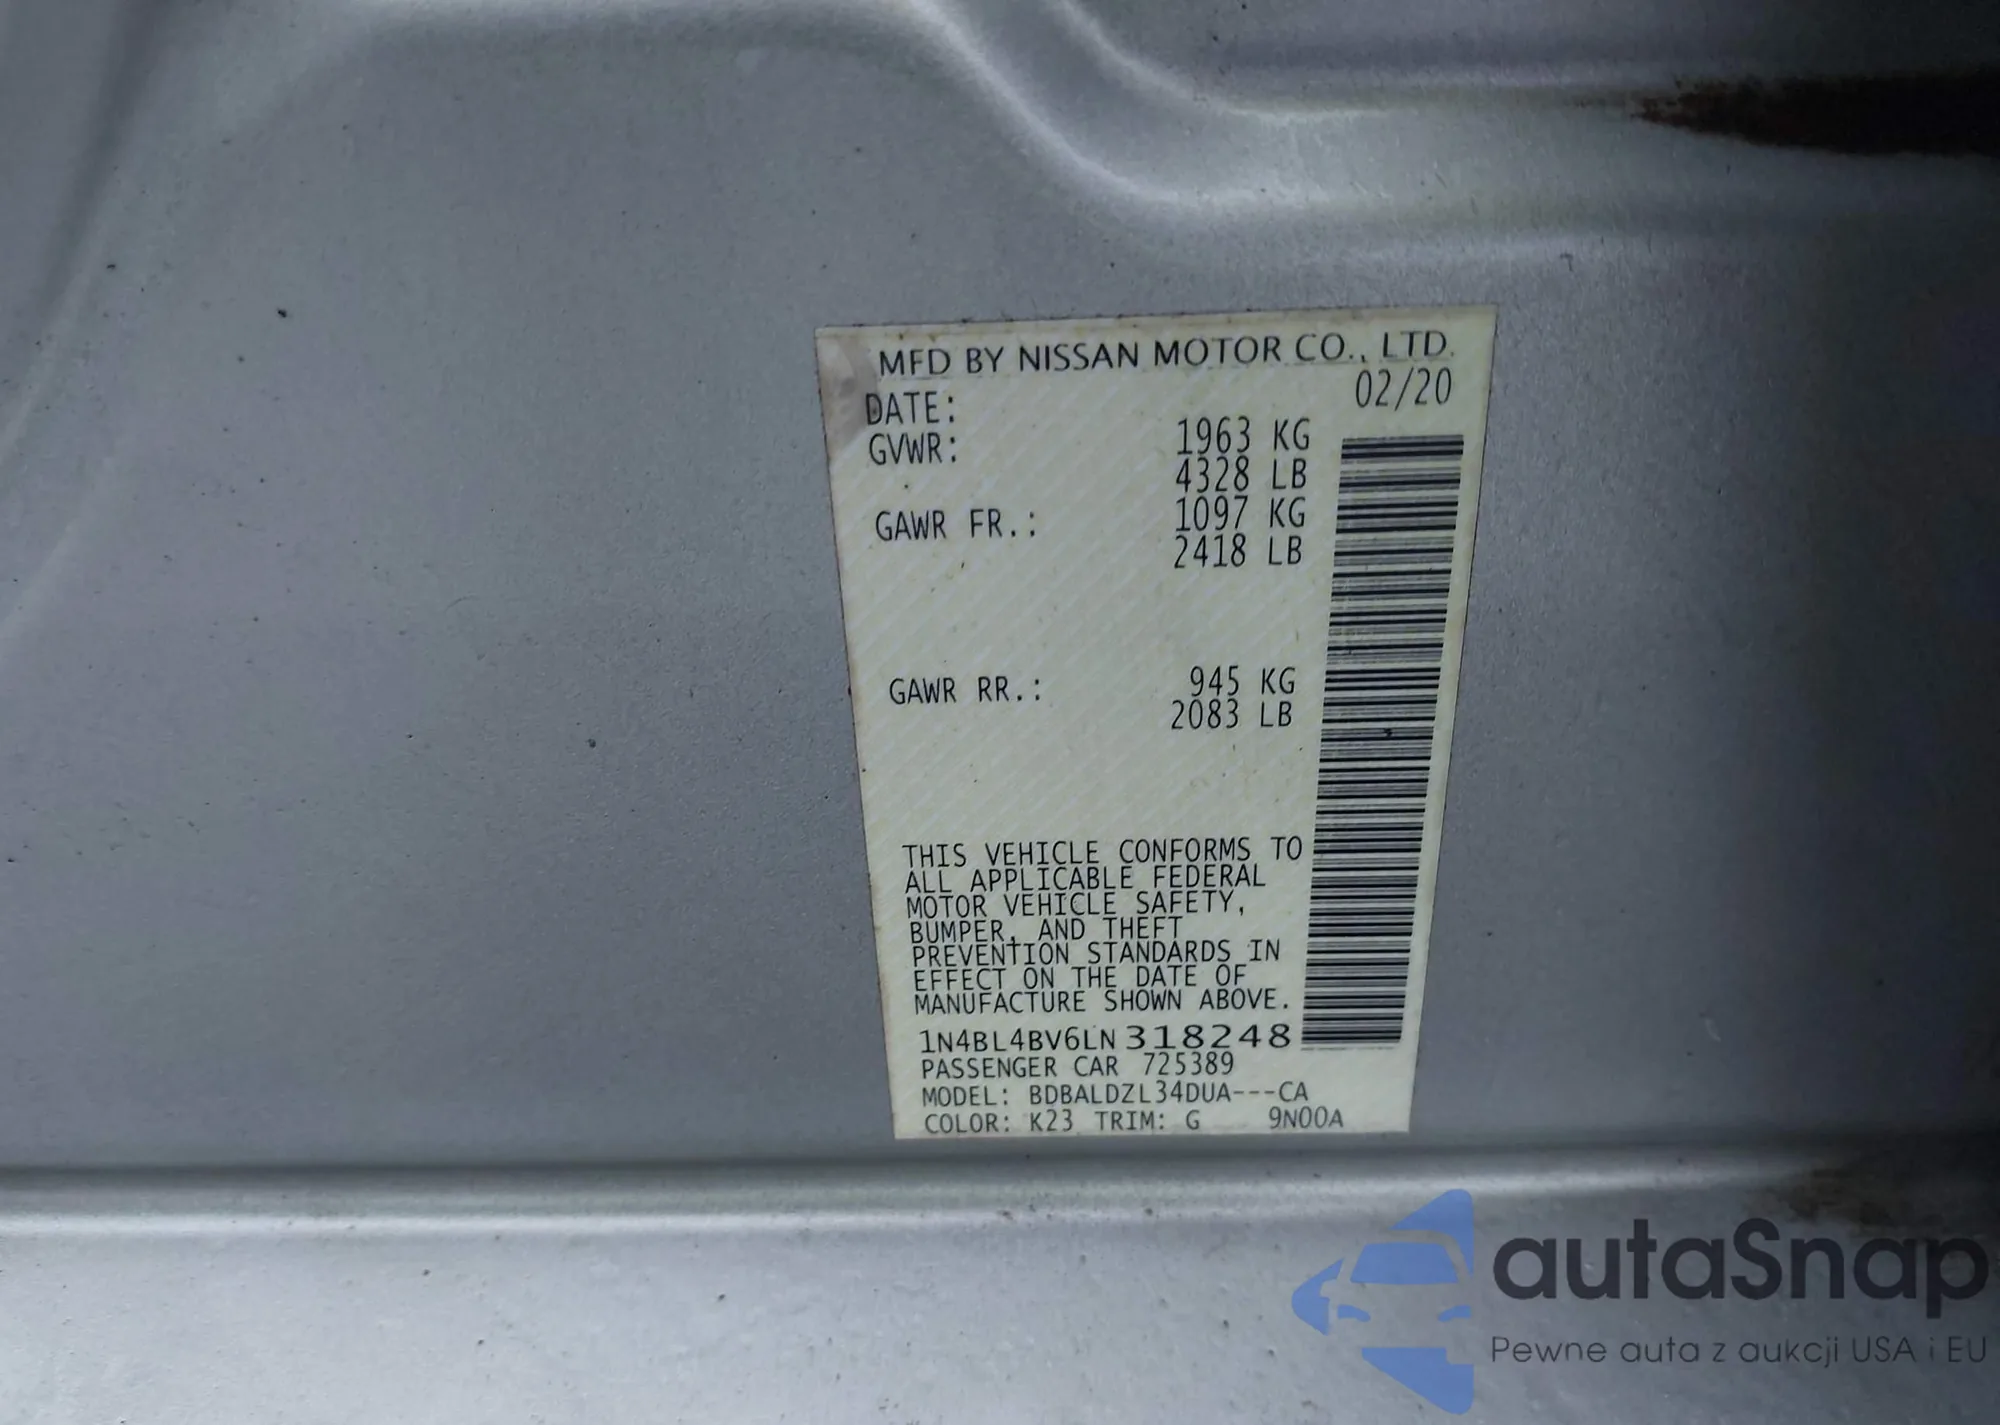 MFD BY NISSAN MOTOR CO., LTD.
DATE: 02/20
GVWR: 1963 KG
4328 LB
GAWR FR.: 1097 KG
2418 LB
GAWR RR.: 945 KG
2083 LB
THIS VEHICLE CONFORMS TO
ALL APPLICABLE FEDERAL
MOTOR VEHICLE SAFETY,
BUMPER, AND THEFT
PREVENTION STANDARDS IN
EFFECT ON THE DATE OF
MANUFACTURE SHOWN ABOVE.
1N4BL4BV6LN318248
PASSENGER CAR 725389
MODEL: BDBALDZL34DUA---CA
COLOR: K23 TRIM: G 9N00A
autaSnap
Pewne auta z aukcji USA i EU